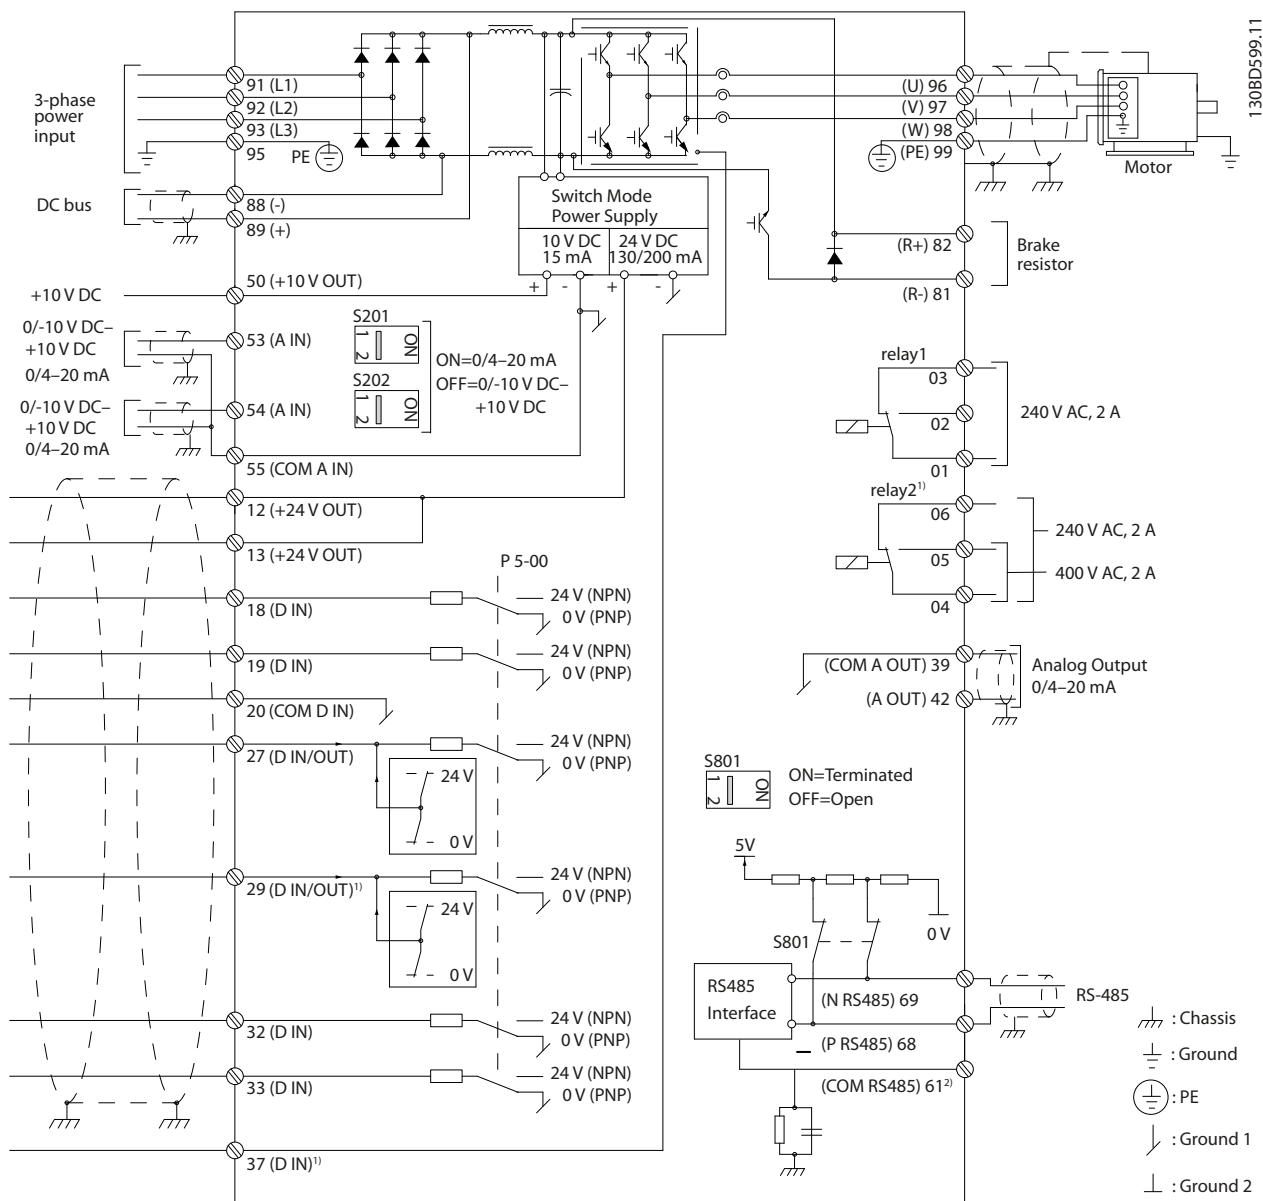 130BD599.11
3-phase
power
input
91 (L1)
92 (L2)
93 (L3)
95
PE
(U) 96
(V) 97
(W) 98
(PE) 99
Motor
DC bus
88 (-)
89 (+)
Switch Mode
Power Supply
10 V DC
15 mA
24 V DC
130/200 mA
+ - + -
(R+) 82
(R-) 81
Brake
resistor
+10 V DC
50 (+10 V OUT)
0/-10 V DC–
+10 V DC
0/4–20 mA
53 (A IN)
S201
1 2
ON
S202
1 2
ON
ON=0/4–20 mA
OFF=0/-10 V DC–
+10 V DC
0/-10 V DC–
+10 V DC
0/4–20 mA
54 (A IN)
55 (COM A IN)
12 (+24 V OUT)
13 (+24 V OUT)
relay1
03
02
01
240 V AC, 2 A
relay2¹⁾
06
05
04
240 V AC, 2 A
400 V AC, 2 A
P 5-00
18 (D IN)
24 V (NPN)
0 V (PNP)
19 (D IN)
24 V (NPN)
0 V (PNP)
20 (COM D IN)
27 (D IN/OUT)
24 V (NPN)
0 V (PNP)
24 V
0 V
29 (D IN/OUT)¹⁾
24 V (NPN)
0 V (PNP)
24 V
0 V
32 (D IN)
24 V (NPN)
0 V (PNP)
33 (D IN)
24 V (NPN)
0 V (PNP)
37 (D IN)¹⁾
(COM A OUT) 39
(A OUT) 42
Analog Output
0/4–20 mA
S801
1 2
ON
ON=Terminated
OFF=Open
5V
0 V
S801
RS485
Interface
(N RS485) 69
(P RS485) 68
(COM RS485) 61²⁾
RS-485
: Chassis
: Ground
: PE
: Ground 1
: Ground 2